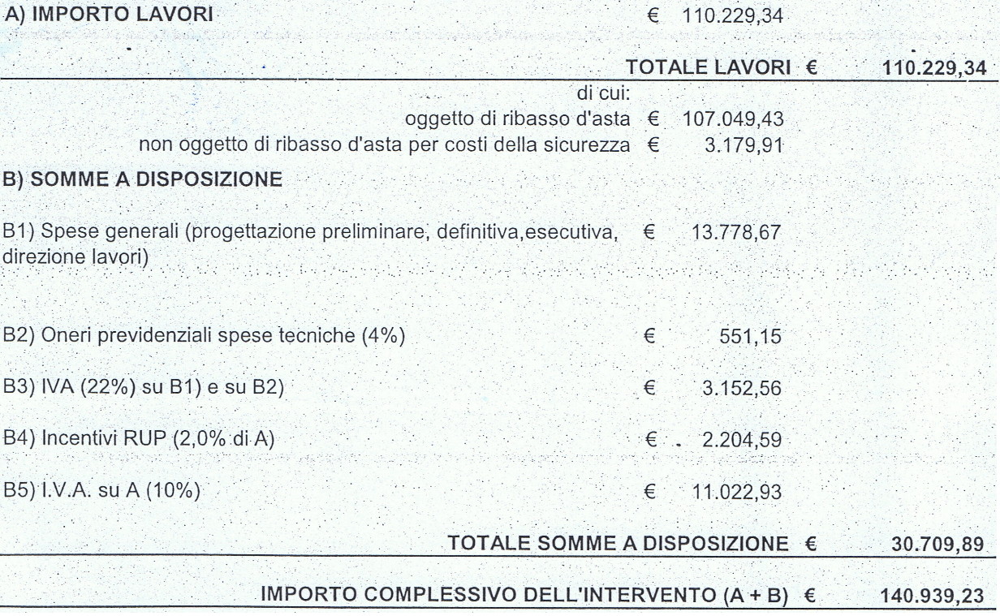 A) IMPORTO LAVORI € 110.229,34
TOTALE LAVORI € 110.229,34
di cui:
oggetto di ribasso d'asta € 107.049,43
non oggetto di ribasso d'asta per costi della sicurezza € 3.179,91
B) SOMME A DISPOSIZIONE
B1) Spese generali (progettazione preliminare, definitiva,esecutiva, € 13.778,67
direzione lavori)
B2) Oneri previdenziali spese tecniche (4%) € 551,15
B3) IVA (22%) su B1) e su B2) € 3.152,56
B4) Incentivi RUP (2,0% di A) € 2.204,59
B5) I.V.A. su A (10%) € 11.022,93
TOTALE SOMME A DISPOSIZIONE € 30.709,89
IMPORTO COMPLESSIVO DELL'INTERVENTO (A + B) € 140.939,23